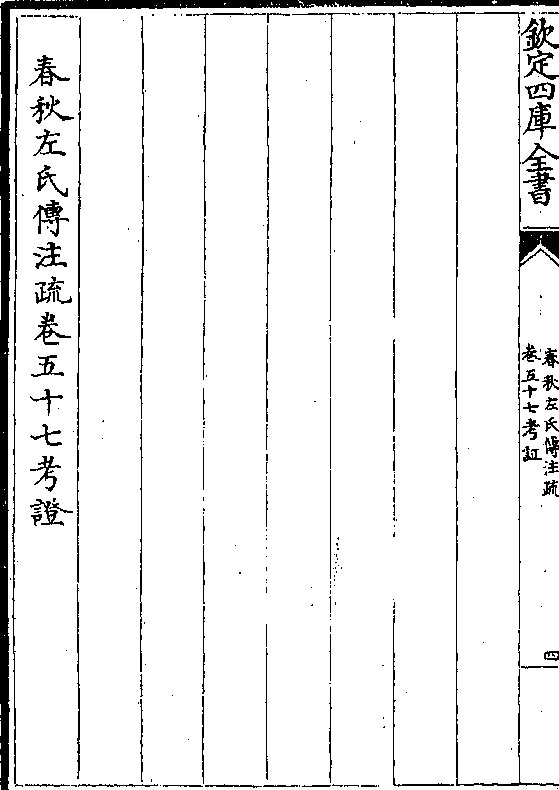 欽定四庫全書
春秋左氏傳注疏
卷五十七考証
四
春秋左氏傳注疏卷五十七考證